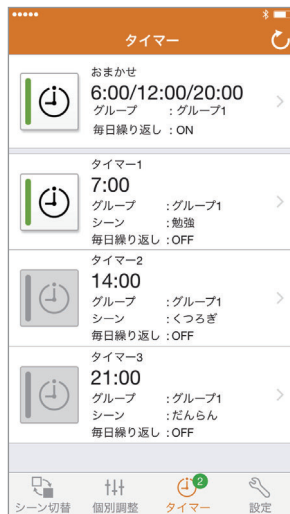 タイマー
おまかせ
6:00/12:00/20:00
グループ :グループ1
毎日繰り返し :ON
タイマー1
7:00
グループ :グループ1
シーン :勉強
毎日繰り返し :OFF
タイマー2
14:00
グループ :グループ1
シーン :くつろぎ
毎日繰り返し :OFF
タイマー3
21:00
グループ :グループ1
シーン :だんらん
毎日繰り返し :OFF
2
シーン切替 個別調整 タイマー 設定